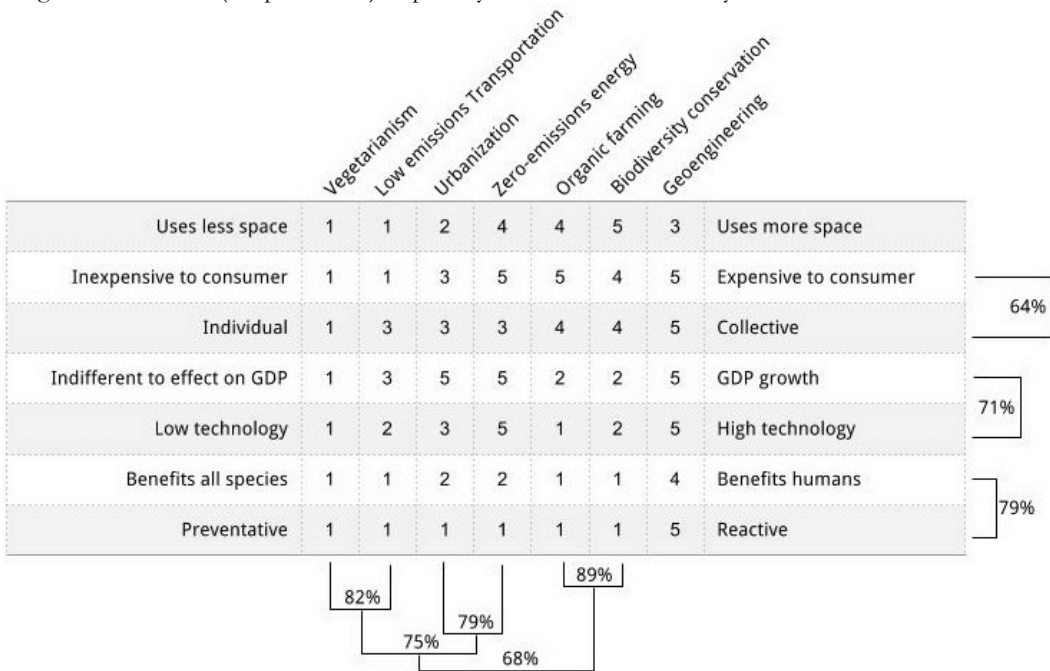 Vegetarianism
Low emissions Transportation
Urbanization
Zero-emissions energy
Organic farming
Biodiversity conservation
Geoengineering
Uses less space 1 1 2 4 4 5 3 Uses more space
Inexpensive to consumer 1 1 3 5 5 4 5 Expensive to consumer
64%
Individual 1 3 3 3 4 4 5 Collective
Indifferent to effect on GDP 1 3 5 5 2 2 5 GDP growth
71%
Low technology 1 2 3 5 1 2 5 High technology
Benefits all species 1 1 2 2 1 1 4 Benefits humans
79%
Preventative 1 1 1 1 1 1 5 Reactive
89%
82%
79%
75%
68%